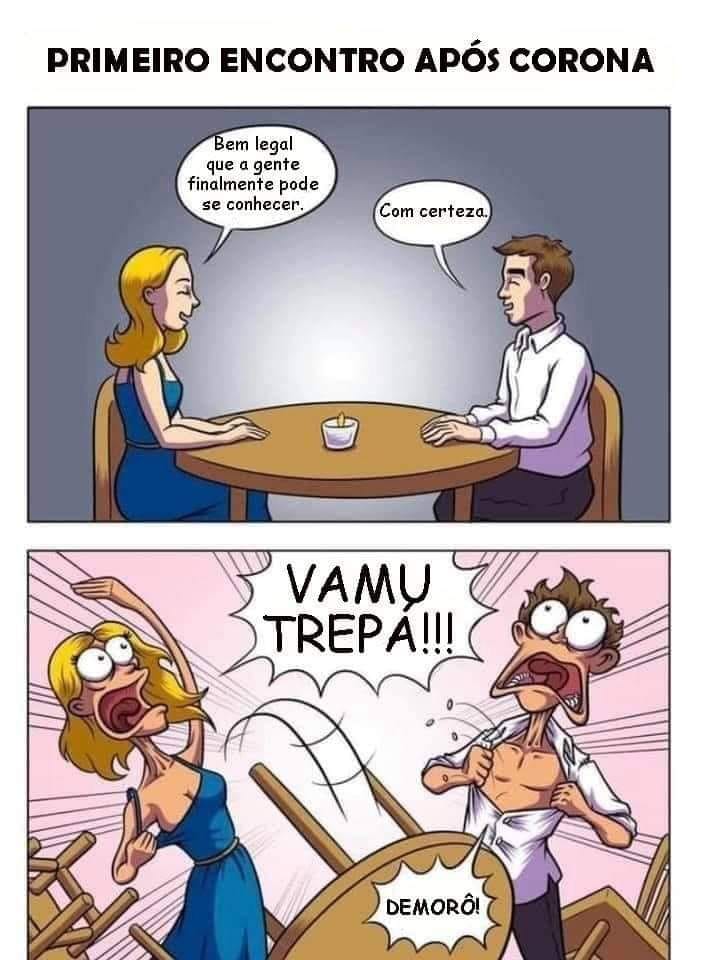 PRIMEIRO ENCONTRO APÓS CORONA
Bem legal
que a gente
finalmente pode
se conhecer.
Com certeza.
VAMU
TREPÁ!!!
DEMORÔ!